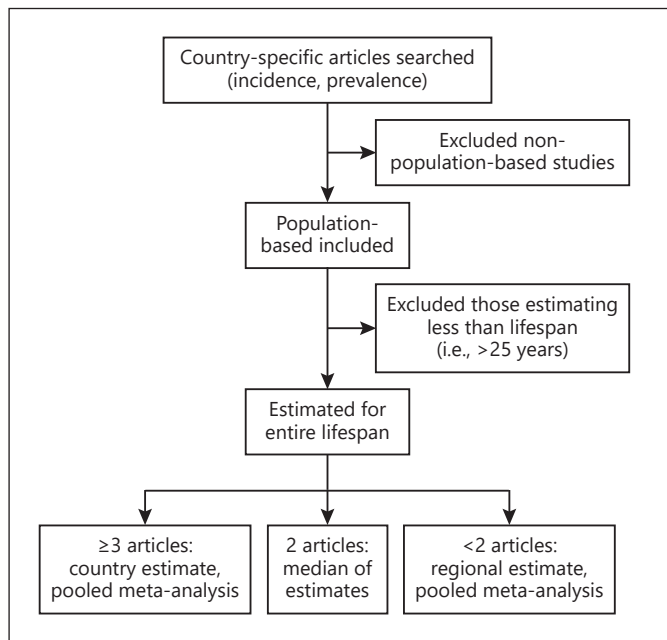 Country-specific articles searched
(incidence, prevalence)
Excluded non-
population-based studies
Population-
based included
Excluded those estimating
less than lifespan
(i.e., >25 years)
Estimated for
entire lifespan
≥3 articles:
country estimate,
pooled meta-analysis
2 articles:
median of
estimates
<2 articles:
regional estimate,
pooled meta-analysis